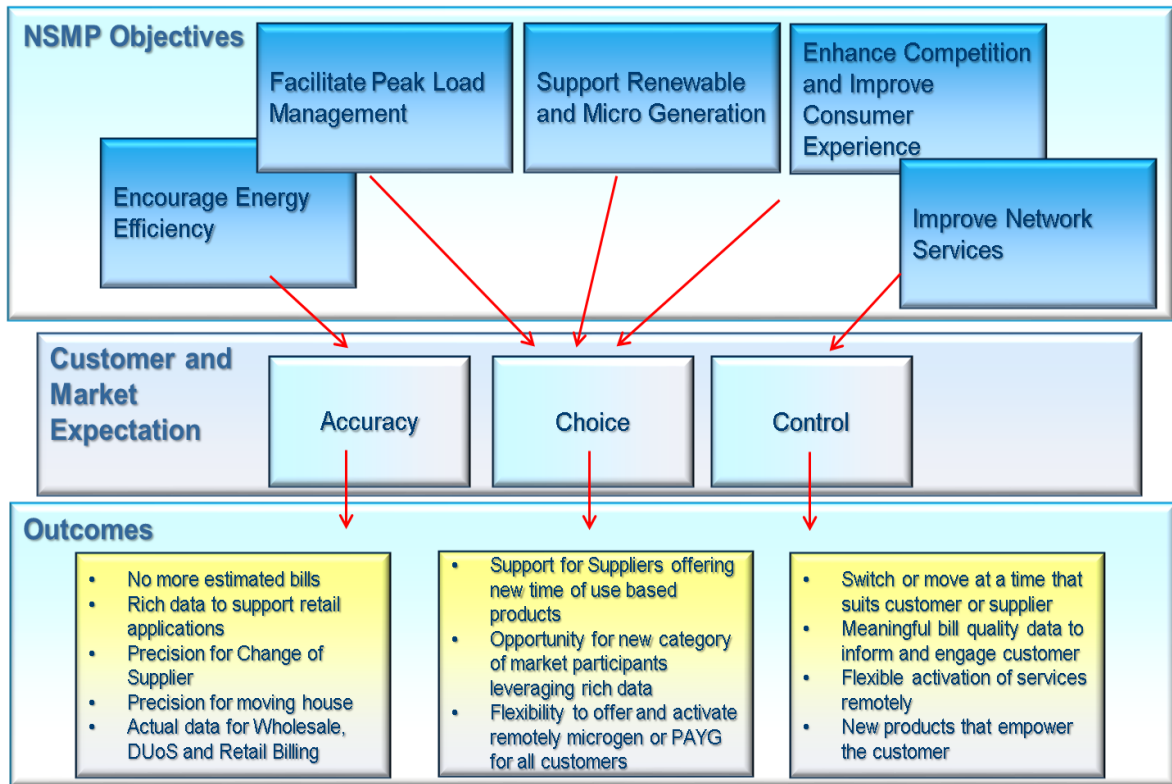 NSMP Objectives
Facilitate Peak Load
Management
Support Renewable
and Micro Generation
Enhance Competition
and Improve
Consumer
Experience
Encourage Energy
Efficiency
Improve Network
Services
Customer and
Market
Expectation
Accuracy
Choice
Control
Outcomes
• No more estimated bills
• Rich data to support retail
applications
• Precision for Change of
Supplier
• Precision for moving house
• Actual data for Wholesale,
DUoS and Retail Billing
• Support for Suppliers offering
new time of use based
products
• Opportunity for new category
of market participants
leveraging rich data
• Flexibility to offer and activate
remotely microgen or PAYG
for all customers
• Switch or move at a time that
suits customer or supplier
• Meaningful bill quality data to
inform and engage customer
• Flexible activation of services
remotely
• New products that empower
the customer